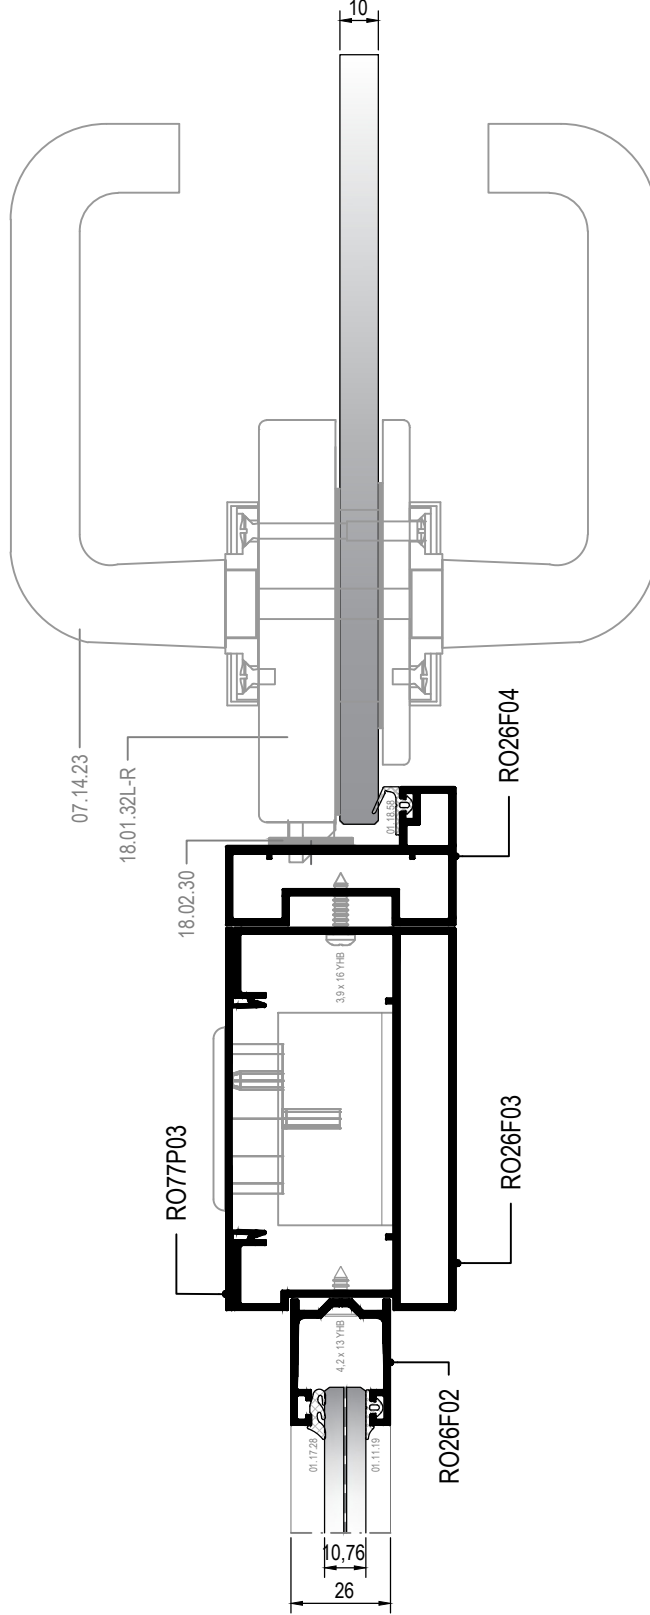 10
07.14.23
18.01.32L-R
18.02.30
01.18.58
RO26F04
3,9 x 16 YHB
RO77P03
RO26F03
4,2 x 13 YHB
RO26F02
01.17.28
01.11.19
10,76
26